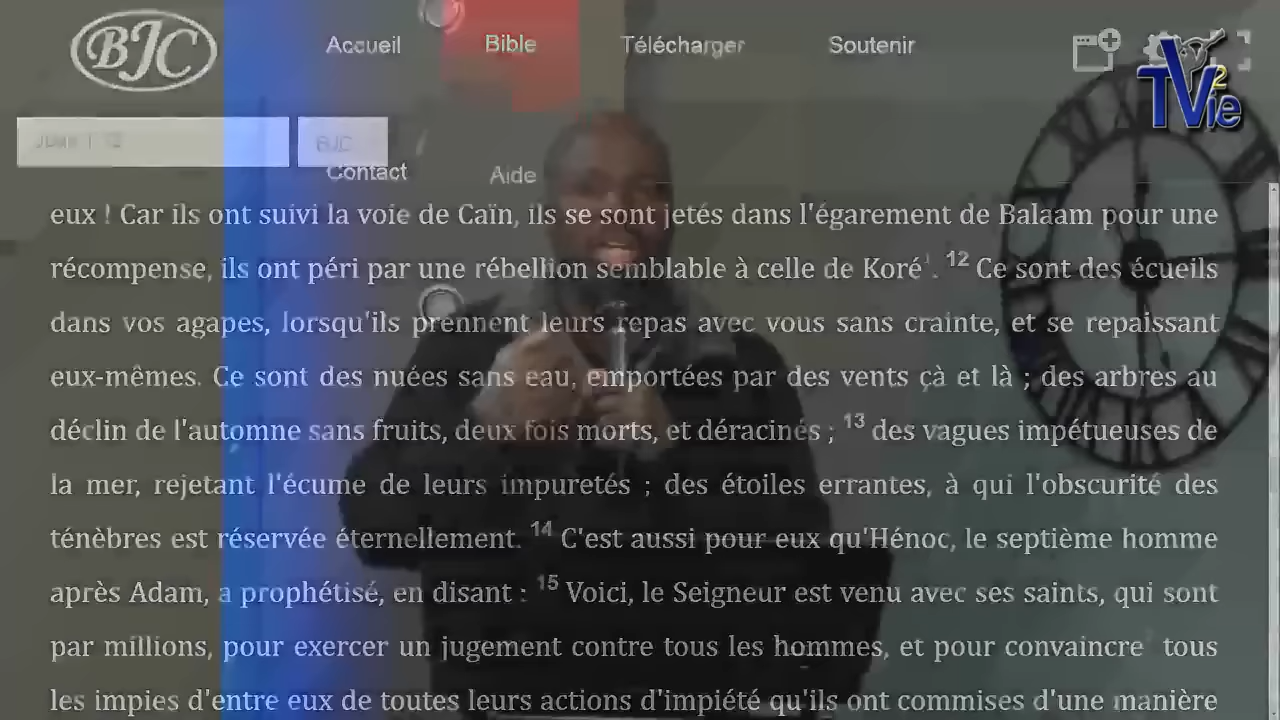 BJC
Accueil Bible Télécharger Soutenir
TV2Vie
BJC
Contact Aide
eux ! Car ils ont suivi la voie de Caïn, ils se sont jetés dans l'égarement de Balaam pour une
récompense, ils ont péri par une rébellion semblable à celle de Koré. 12 Ce sont des écueils
dans vos agapes, lorsqu'ils prennent leurs repas avec vous sans crainte, et se repaissant
eux-mêmes. Ce sont des nuées sans eau, emportées par des vents çà et là ; des arbres au
déclin de l'automne sans fruits, deux fois morts, et déracinés ; 13 des vagues impétueuses de
la mer, rejetant l'écume de leurs impuretés ; des étoiles errantes, à qui l'obscurité des
ténèbres est réservée éternellement. 14 C'est aussi pour eux qu'Hénoc, le septième homme
après Adam, a prophétisé, en disant : 15 Voici, le Seigneur est venu avec ses saints, qui sont
par millions, pour exercer un jugement contre tous les hommes, et pour convaincre tous
les impies d'entre eux de toutes leurs actions d'impiété qu'ils ont commises d'une manière